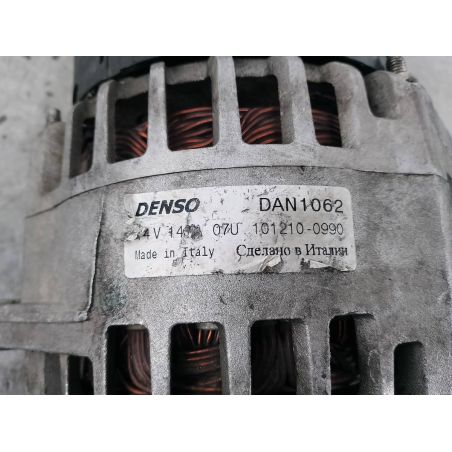 DENSO DAN1062
07U 101210-0990
Made in Italy Сделано в Италии